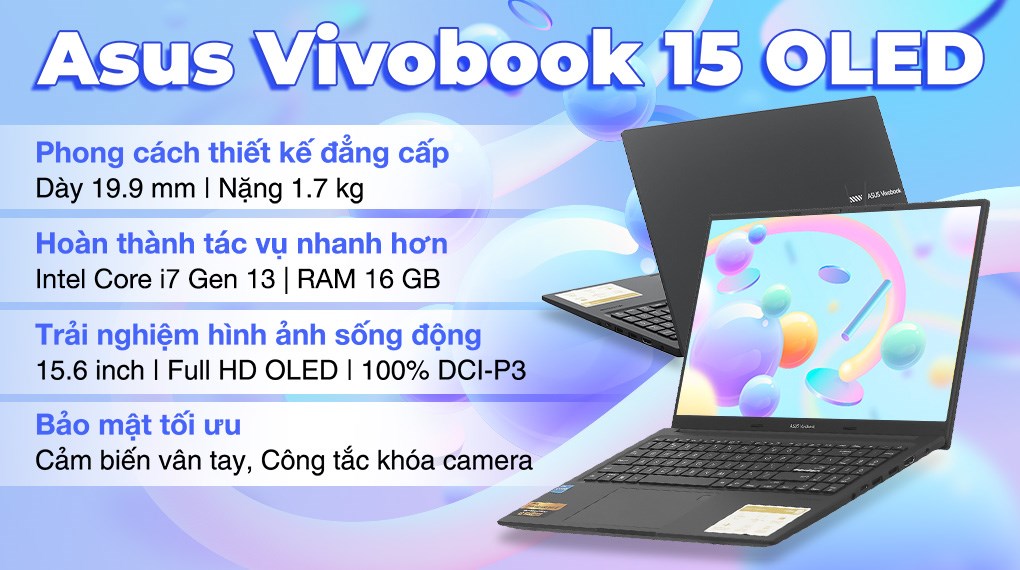 Asus Vivobook 15 OLED
Phong cách thiết kế đẳng cấp
Dày 19.9 mm | Nặng 1.7 kg
Hoàn thành tác vụ nhanh hơn
Intel Core i7 Gen 13 | RAM 16 GB
Trải nghiệm hình ảnh sống động
15.6 inch | Full HD OLED | 100% DCI-P3
Bảo mật tối ưu
Cảm biến vân tay, Công tắc khóa camera
ASUS Vivobook
ASUS Vivobook